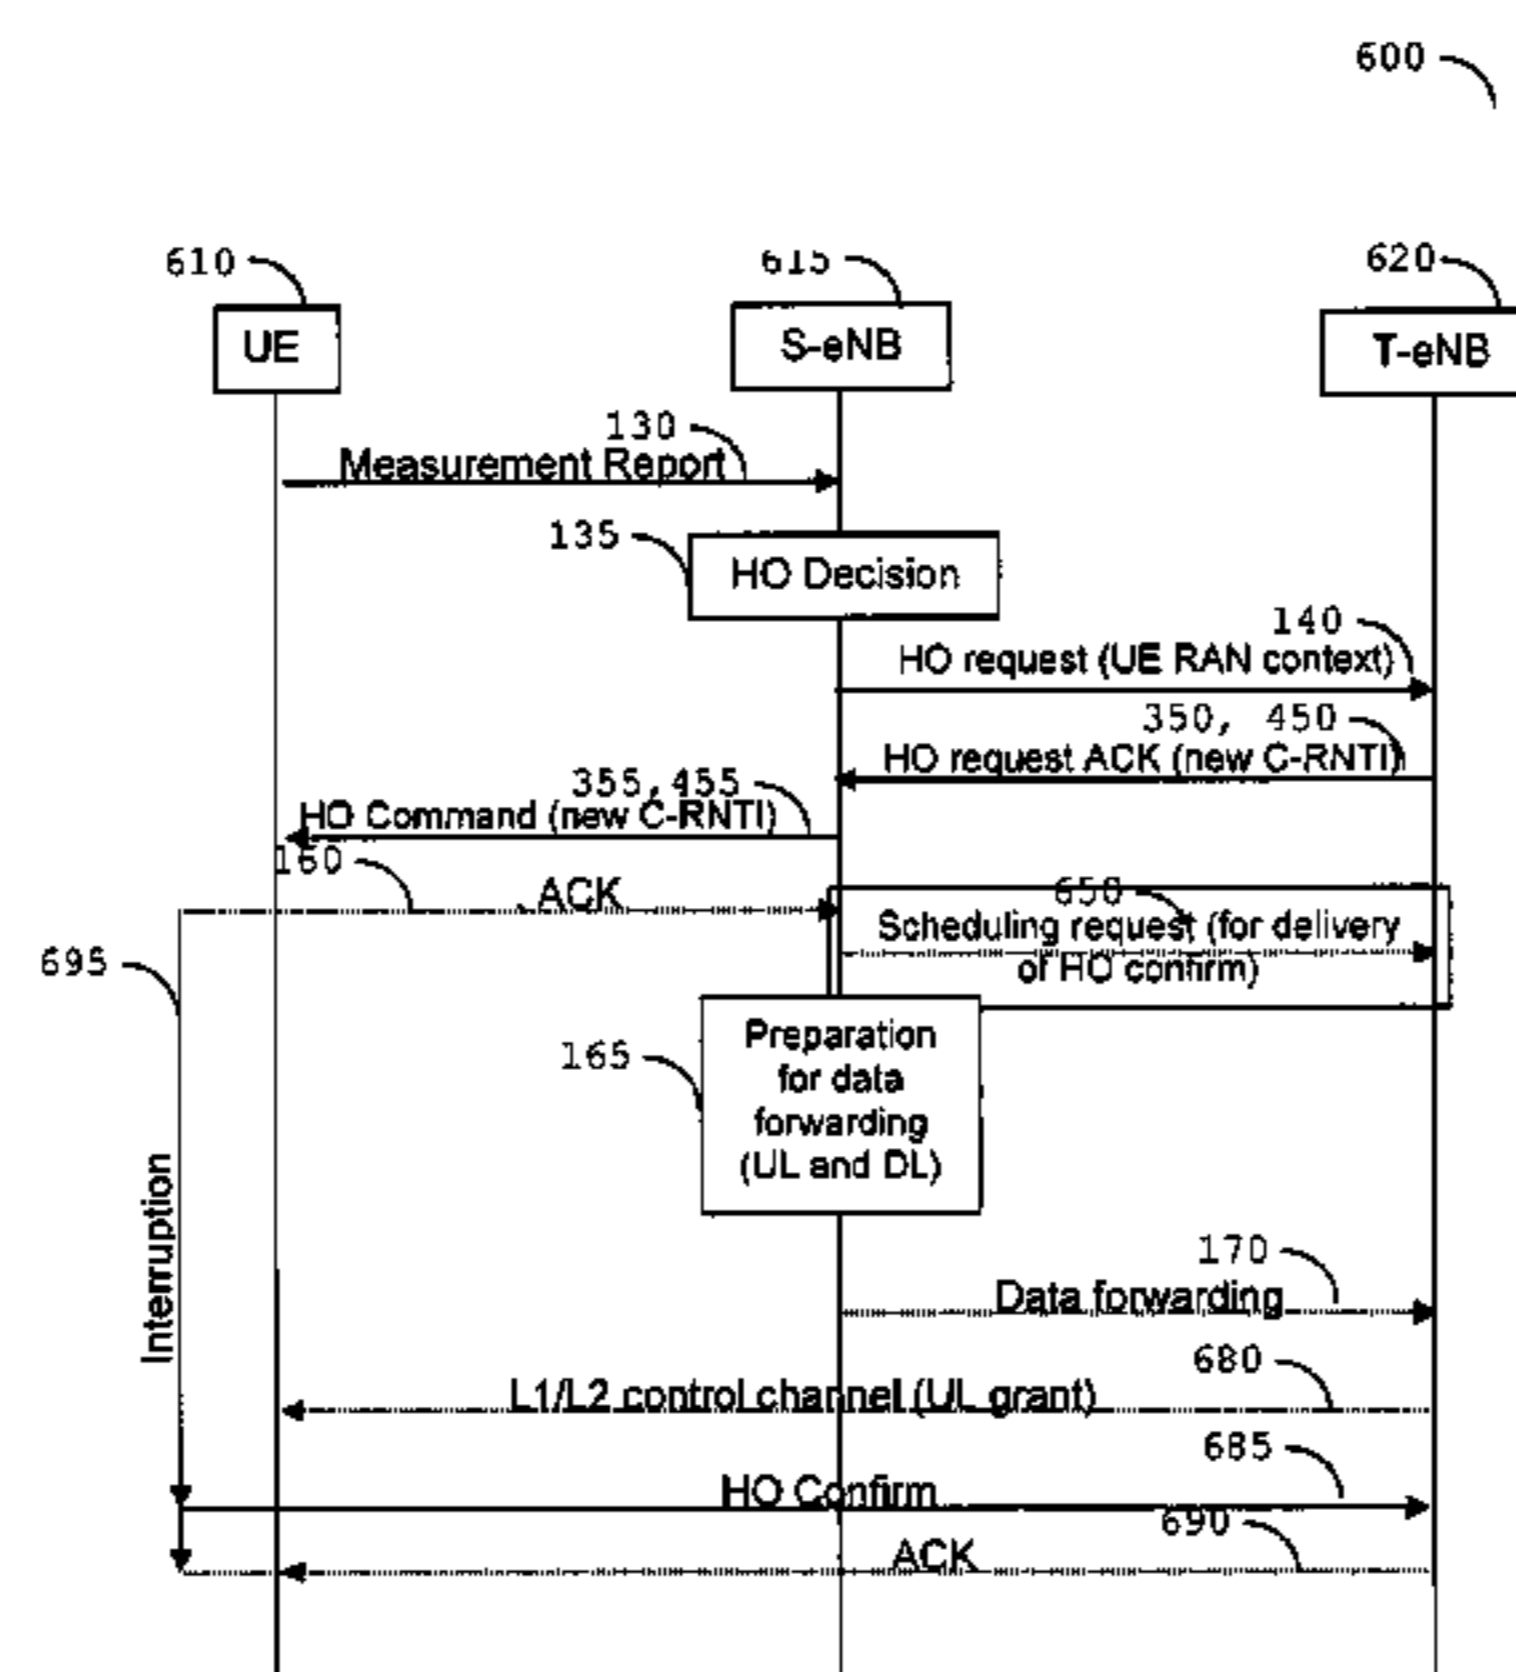 600
610
615
620
UE
S-eNB
T-eNB
130
Measurement Report
135
HO Decision
140
HO request (UE RAN context)
350, 450
HO request ACK (new C-RNTI)
355,455
HO Command (new C-RNTI)
160
ACK
650
Scheduling request (for delivery
of HO confirm)
695
165
Preparation
for data
forwarding
(UL and DL)
Interruption
170
Data forwarding
680
L1/L2 control channel (UL grant)
685
HO Confirm
690
ACK